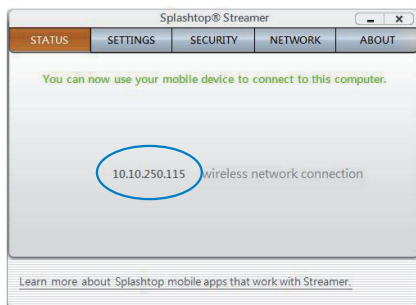 Splashtop® Streamer
STATUS SETTINGS SECURITY NETWORK ABOUT
You can now use your mobile device to connect to this computer.
10.10.250.115 wireless network connection
Learn more about Splashtop mobile apps that work with Streamer.